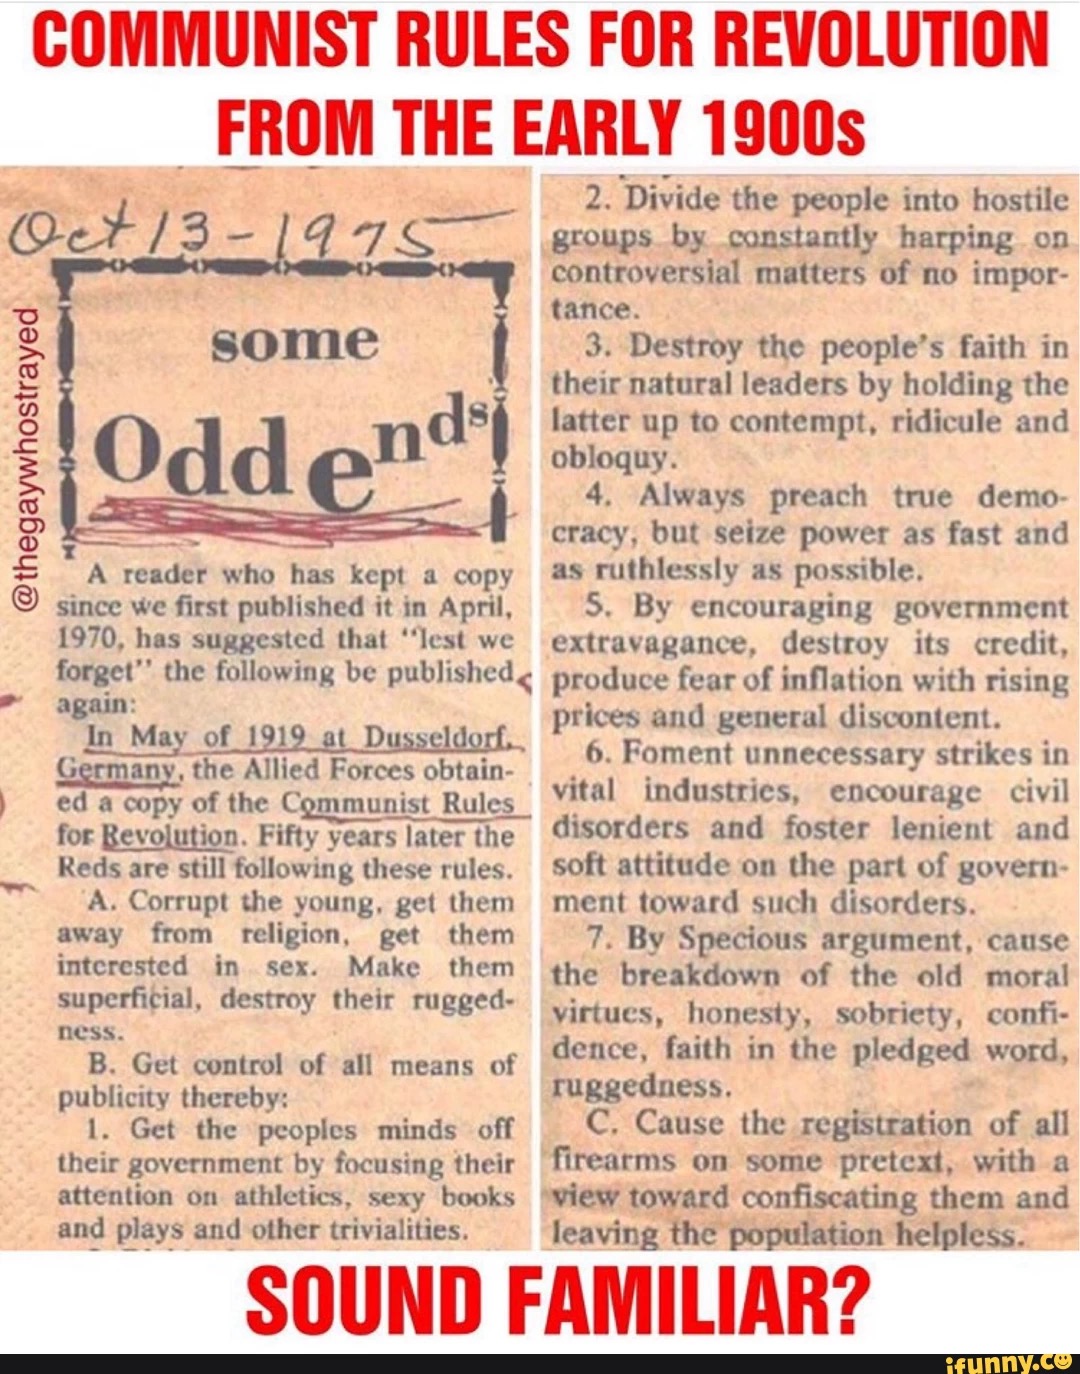 COMMUNIST RULES FOR REVOLUTION
FROM THE EARLY 1900s
@thegaywhostrayed
Oct 13-1975
some
Odd ends
A reader who has kept a copy
since we first published it in April,
1970, has suggested that "lest we
forget" the following be published
again:
In May of 1919 at Dusseldorf,
Germany, the Allied Forces obtain-
ed a copy of the Communist Rules
for Revolution. Fifty years later the
Reds are still following these rules.
A. Corrupt the young, get them
away from religion, get them
interested in sex. Make them
superficial, destroy their rugged-
ness.
B. Get control of all means of
publicity thereby:
1. Get the peoples minds off
their government by focusing their
attention on athletics, sexy books
and plays and other trivialities.
2. Divide the people into hostile
groups by constantly harping on
controversial matters of no impor-
tance.
3. Destroy the people's faith in
their natural leaders by holding the
latter up to contempt, ridicule and
obloquy.
4. Always preach true demo-
cracy, but seize power as fast and
as ruthlessly as possible.
5. By encouraging government
extravagance, destroy its credit,
produce fear of inflation with rising
prices and general discontent.
6. Foment unnecessary strikes in
vital industries, encourage civil
disorders and foster lenient and
soft attitude on the part of govern-
ment toward such disorders.
7. By Specious argument, cause
the breakdown of the old moral
virtues, honesty, sobriety, confi-
dence, faith in the pledged word,
ruggedness.
C. Cause the registration of all
firearms on some pretext, with a
view toward confiscating them and
leaving the population helpless.
SOUND FAMILIAR?
ifunny.co